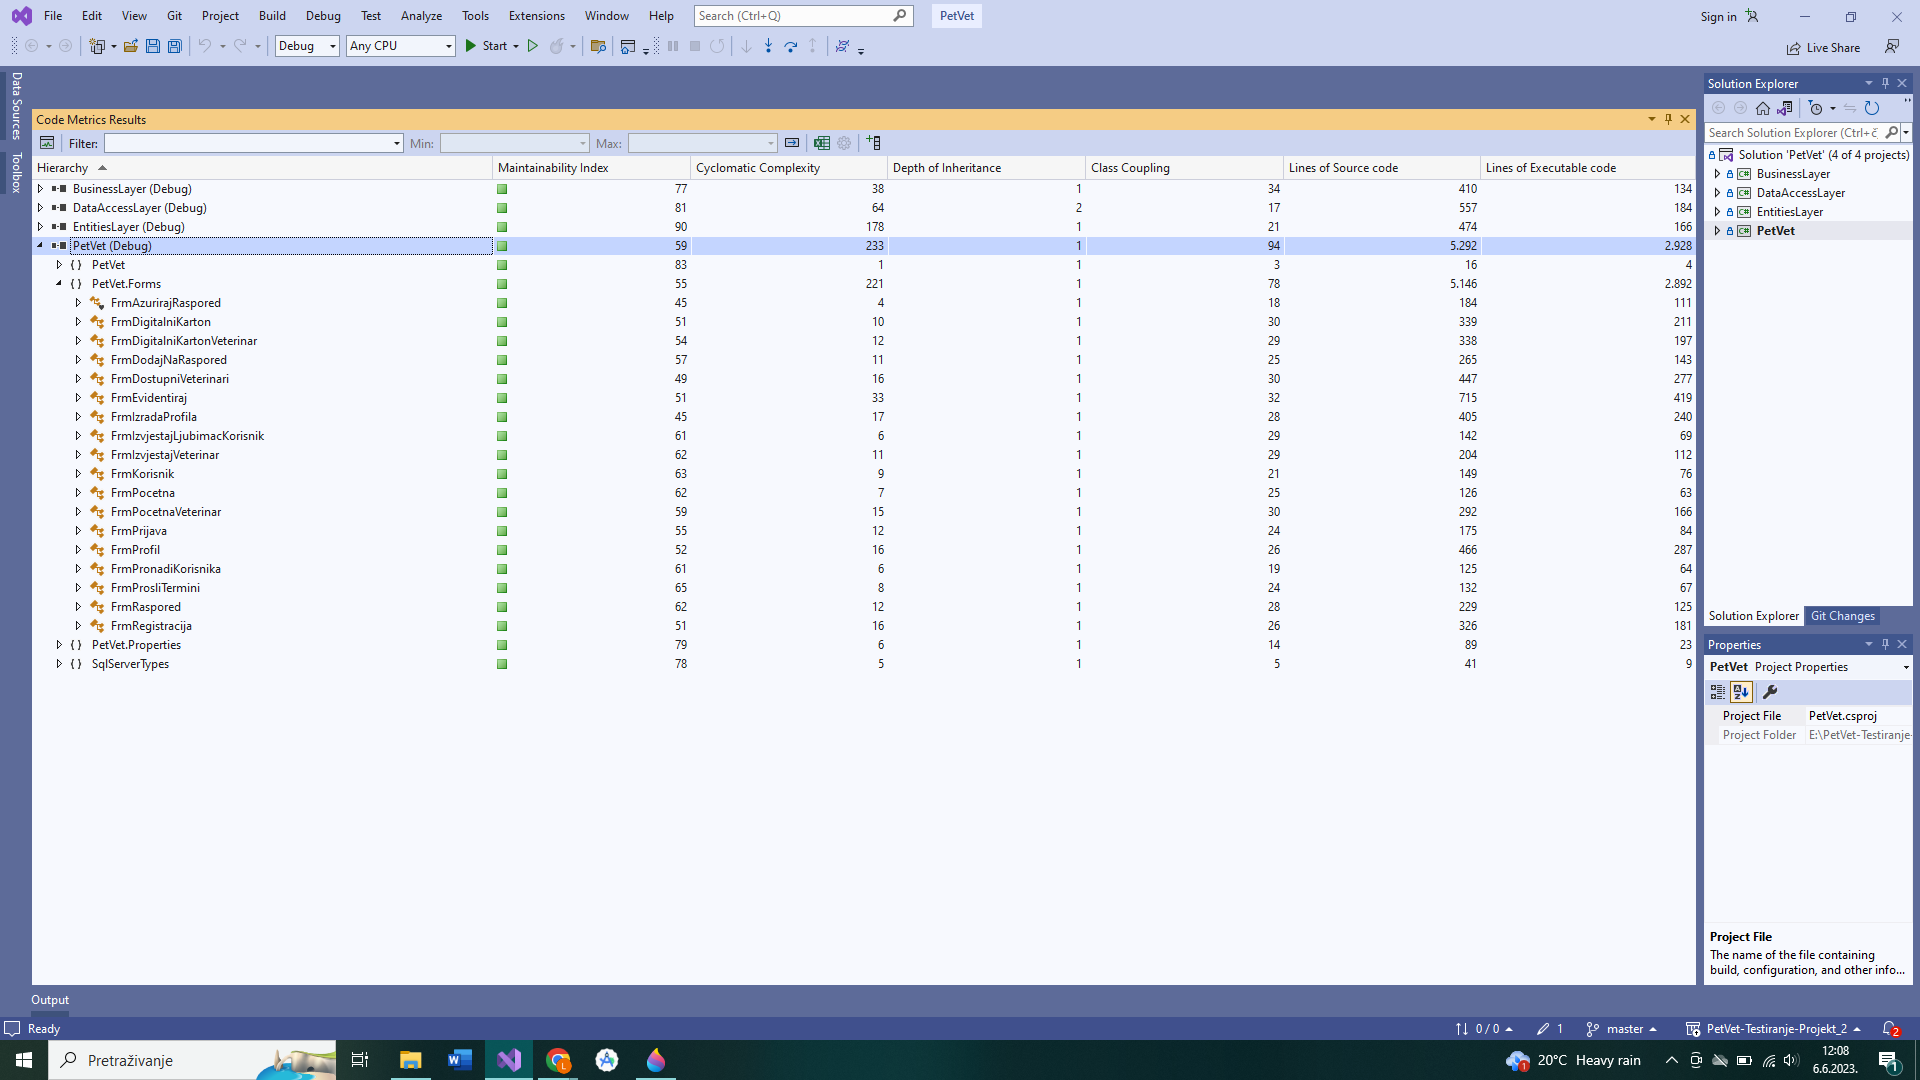 File Edit View Git Project Build Debug Test Analyze Tools Extensions Window Help Search (Ctrl+Q) PetVet Sign in
Debug Any CPU Start Live Share
Data Sources
Toolbox
Code Metrics Results
Filter: Min: Max:
Hierarchy Maintainability Index Cyclomatic Complexity Depth of Inheritance Class Coupling Lines of Source code Lines of Executable code
BusinessLayer (Debug) 77 38 1 34 410 134
DataAccessLayer (Debug) 81 64 2 17 557 184
EntitiesLayer (Debug) 90 178 1 21 474 166
PetVet (Debug) 59 233 1 94 5.292 2.928
{ } PetVet 83 1 1 3 16 4
{ } PetVet.Forms 55 221 1 78 5.146 2.892
FrmAzurirajRaspored 45 4 1 18 184 111
FrmDigitalniKarton 51 10 1 30 339 211
FrmDigitalniKartonVeterinar 54 12 1 29 338 197
FrmDodajNaRaspored 57 11 1 25 265 143
FrmDostupniVeterinari 49 16 1 30 447 277
FrmEvidentiraj 51 33 1 32 715 419
FrmIzradaProfila 45 17 1 28 405 240
FrmIzvjestajLjubimacKorisnik 61 6 1 29 142 69
FrmIzvjestajVeterinar 62 11 1 29 204 112
FrmKorisnik 63 9 1 21 149 76
FrmPocetna 62 7 1 25 126 63
FrmPocetnaVeterinar 59 15 1 30 292 166
FrmPrijava 55 12 1 24 175 84
FrmProfil 52 16 1 26 466 287
FrmPronadiKorisnika 61 6 1 19 125 64
FrmProsliTermini 65 8 1 24 132 67
FrmRaspored 62 12 1 28 229 125
FrmRegistracija 51 16 1 26 326 181
{ } PetVet.Properties 79 6 1 14 89 23
{ } SqlServerTypes 78 5 1 5 41 9
Solution Explorer
Search Solution Explorer (Ctrl+č
Solution 'PetVet' (4 of 4 projects)
C# BusinessLayer
C# DataAccessLayer
C# EntitiesLayer
C# PetVet
Solution Explorer Git Changes
Properties
PetVet Project Properties
Project File PetVet.csproj
Project Folder E:\PetVet-Testiranje-
Project File
The name of the file containing
build, configuration, and other info...
Output
Ready 0 / 0 1 master PetVet-Testiranje-Projekt_2 2
Pretraživanje 1 20°C Heavy rain 12:08
6.6.2023. 1